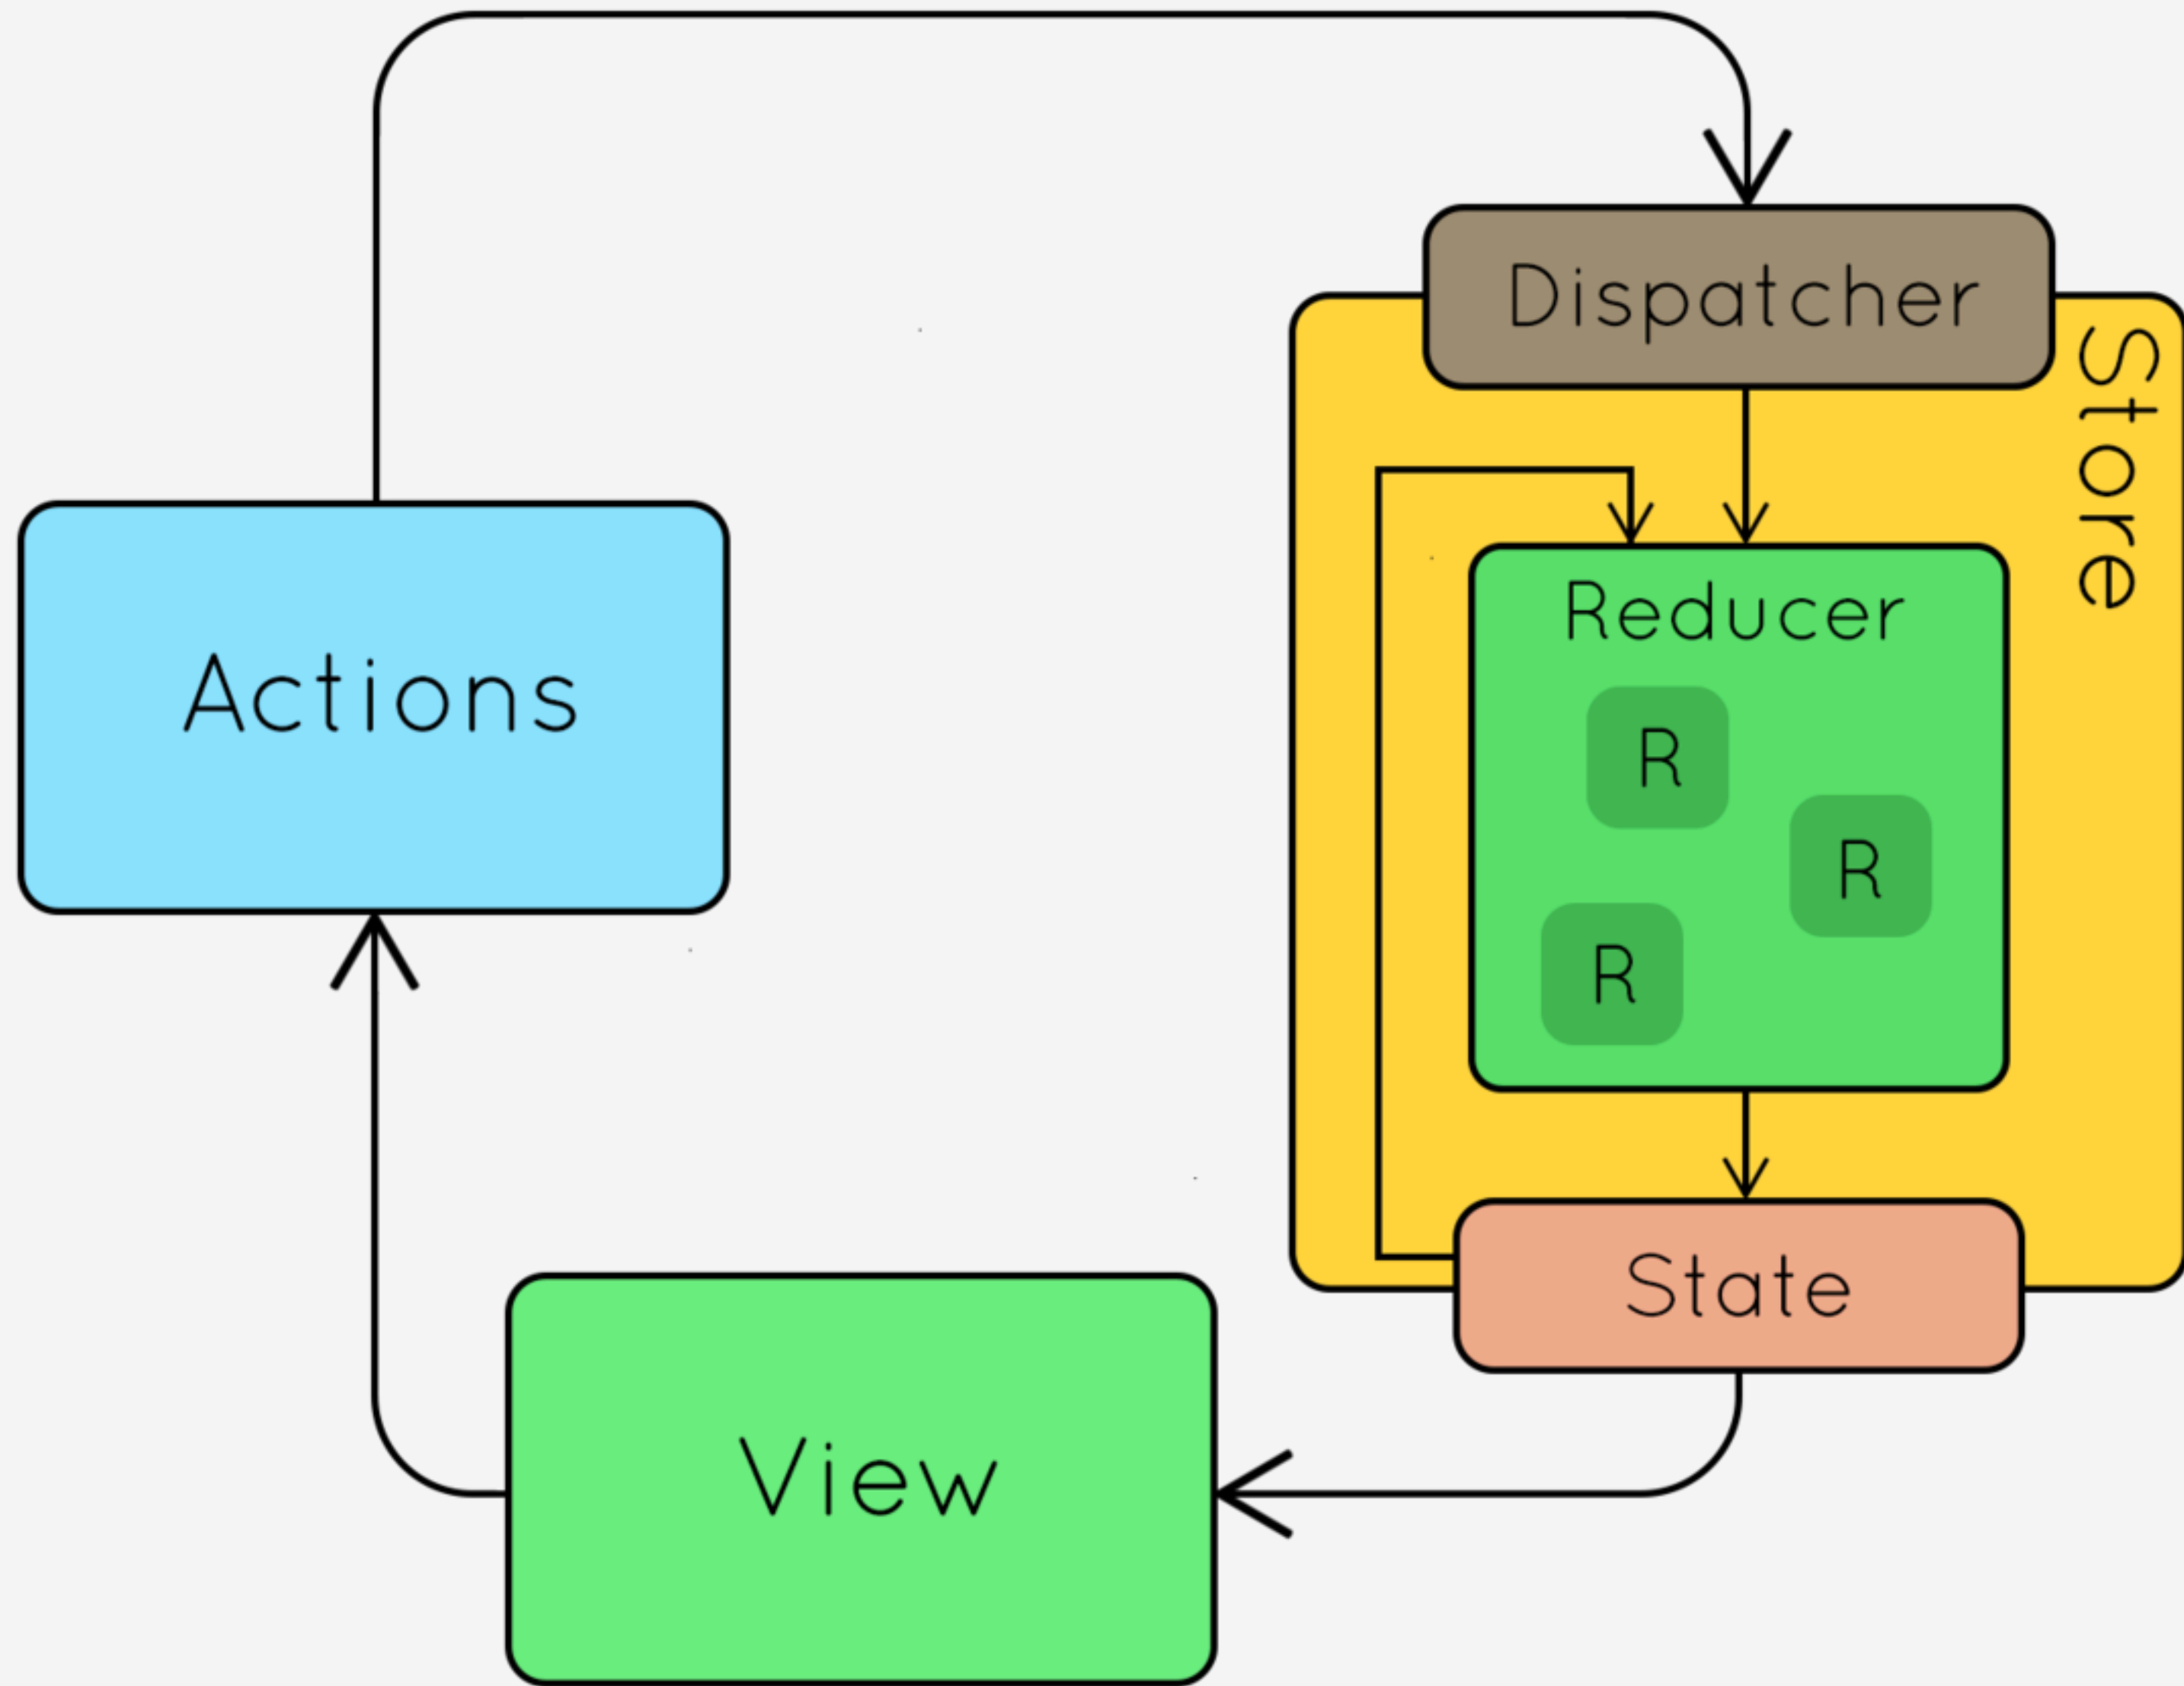 Dispatcher
Store
Reducer
Actions
R
R
R
State
View